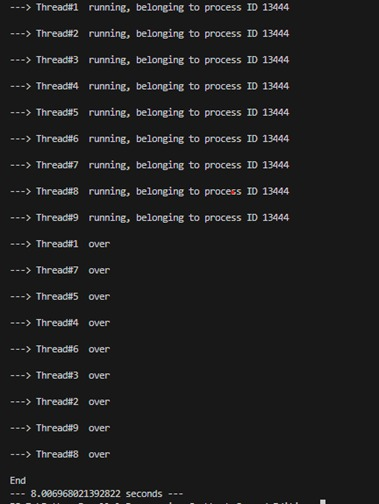 ---> Thread#1  running, belonging to process ID 13444
---> Thread#2  running, belonging to process ID 13444
---> Thread#3  running, belonging to process ID 13444
---> Thread#4  running, belonging to process ID 13444
---> Thread#5  running, belonging to process ID 13444
---> Thread#6  running, belonging to process ID 13444
---> Thread#7  running, belonging to process ID 13444
---> Thread#8  running, belonging to process ID 13444
---> Thread#9  running, belonging to process ID 13444
---> Thread#1  over
---> Thread#7  over
---> Thread#5  over
---> Thread#4  over
---> Thread#6  over
---> Thread#3  over
---> Thread#2  over
---> Thread#9  over
---> Thread#8  over
End
--- 8.006968021392822 seconds ---